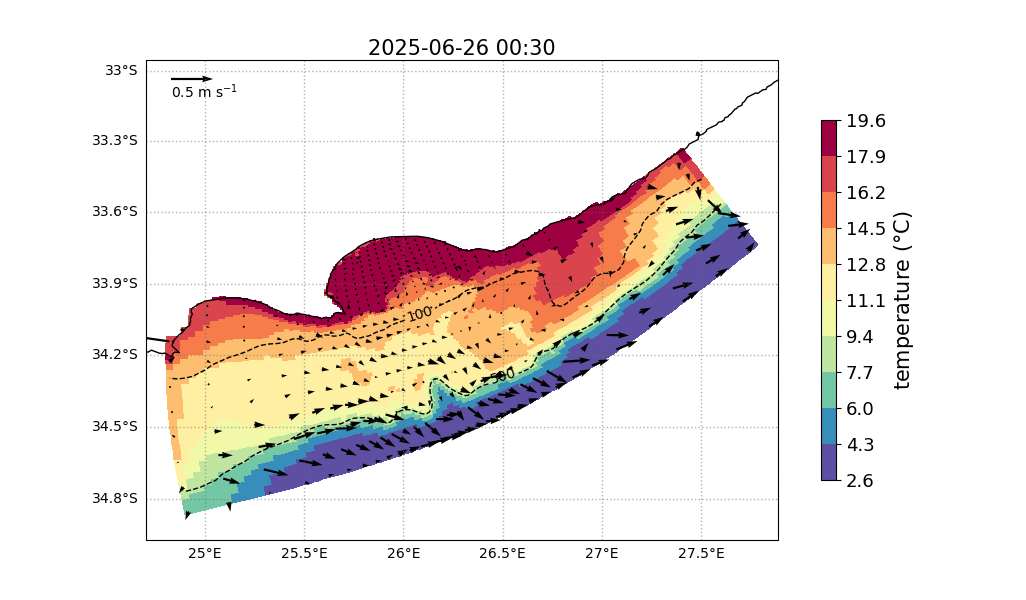 2025-06-26 00:30
0.5 m s⁻¹
33°S
33.3°S
33.6°S
33.9°S
34.2°S
34.5°S
34.8°S
25°E
25.5°E
26°E
26.5°E
27°E
27.5°E
100
500
19.6
17.9
16.2
14.5
12.8
11.1
9.4
7.7
6.0
4.3
2.6
temperature (°C)